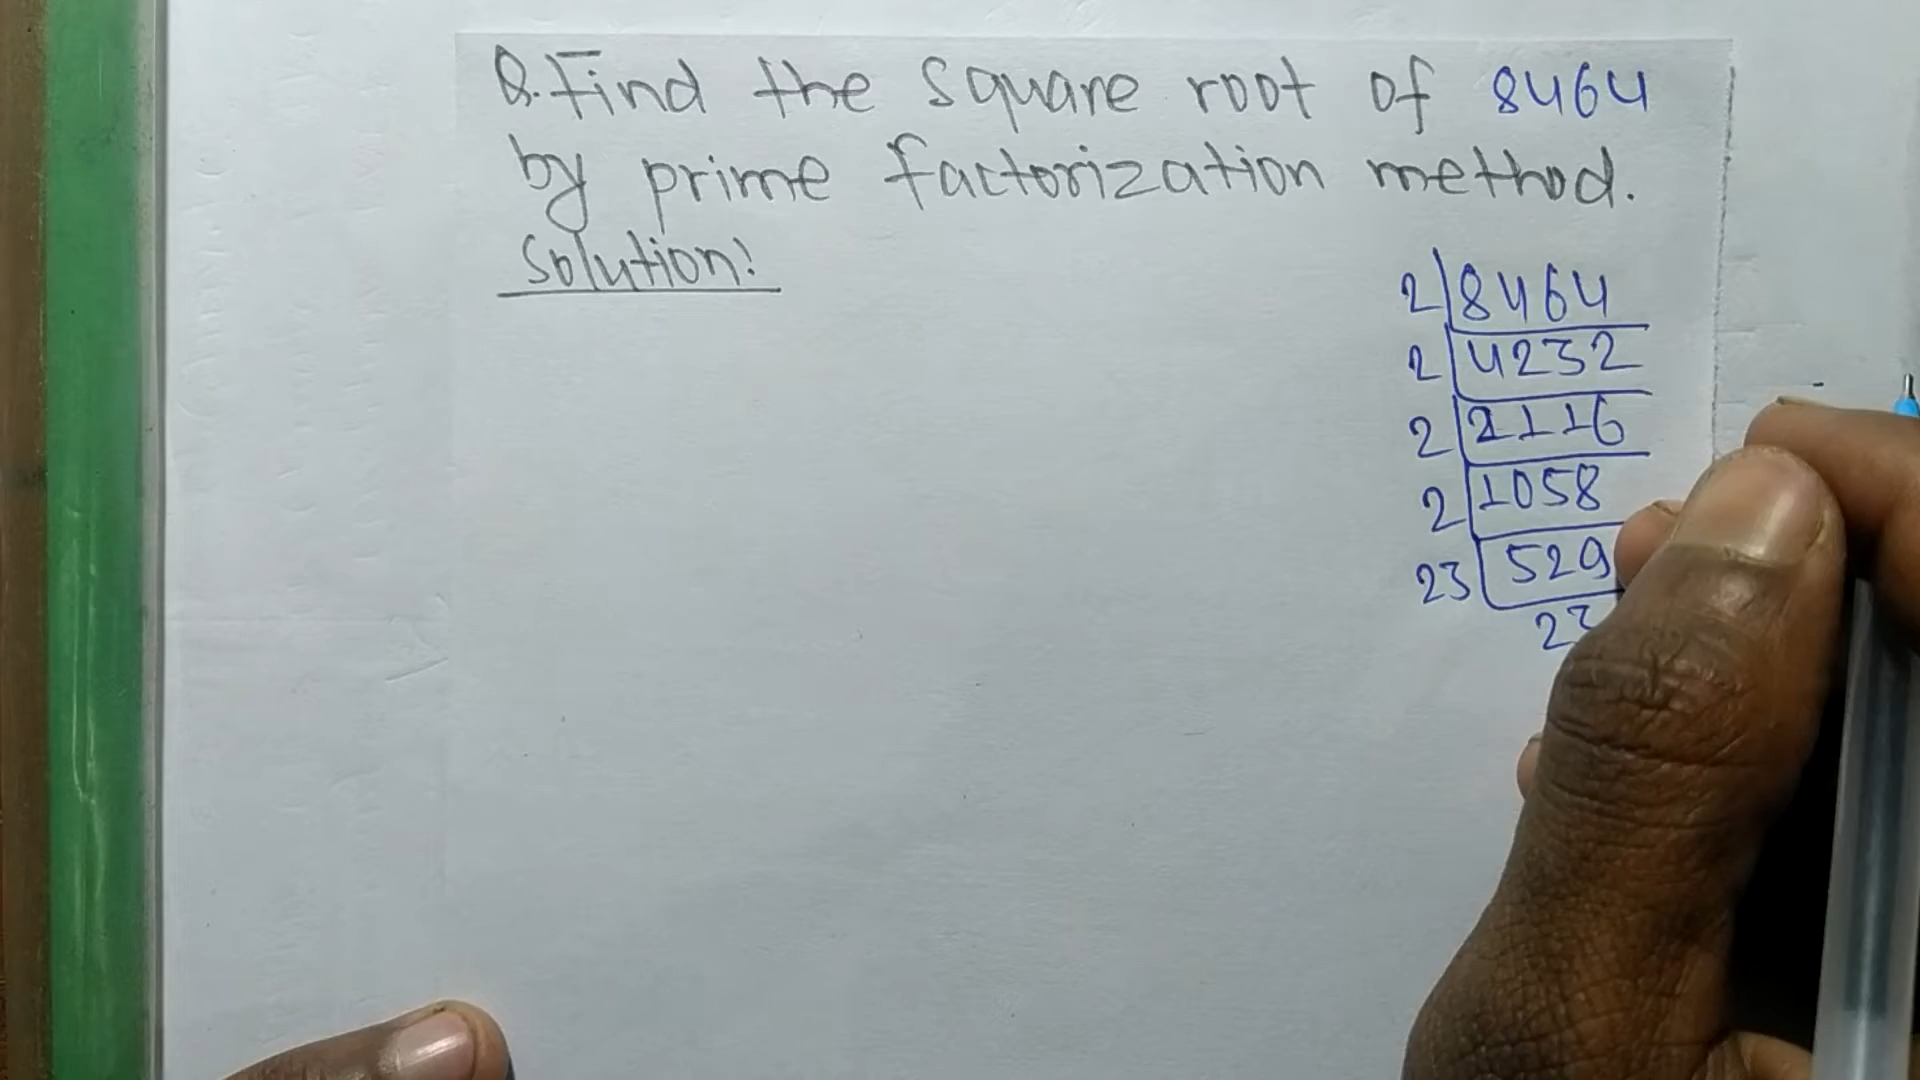 Q. Find the square root of 8464
by prime factorization method.
Solution:
2 8464
2 4232
2 2116
2 1058
23 529
23